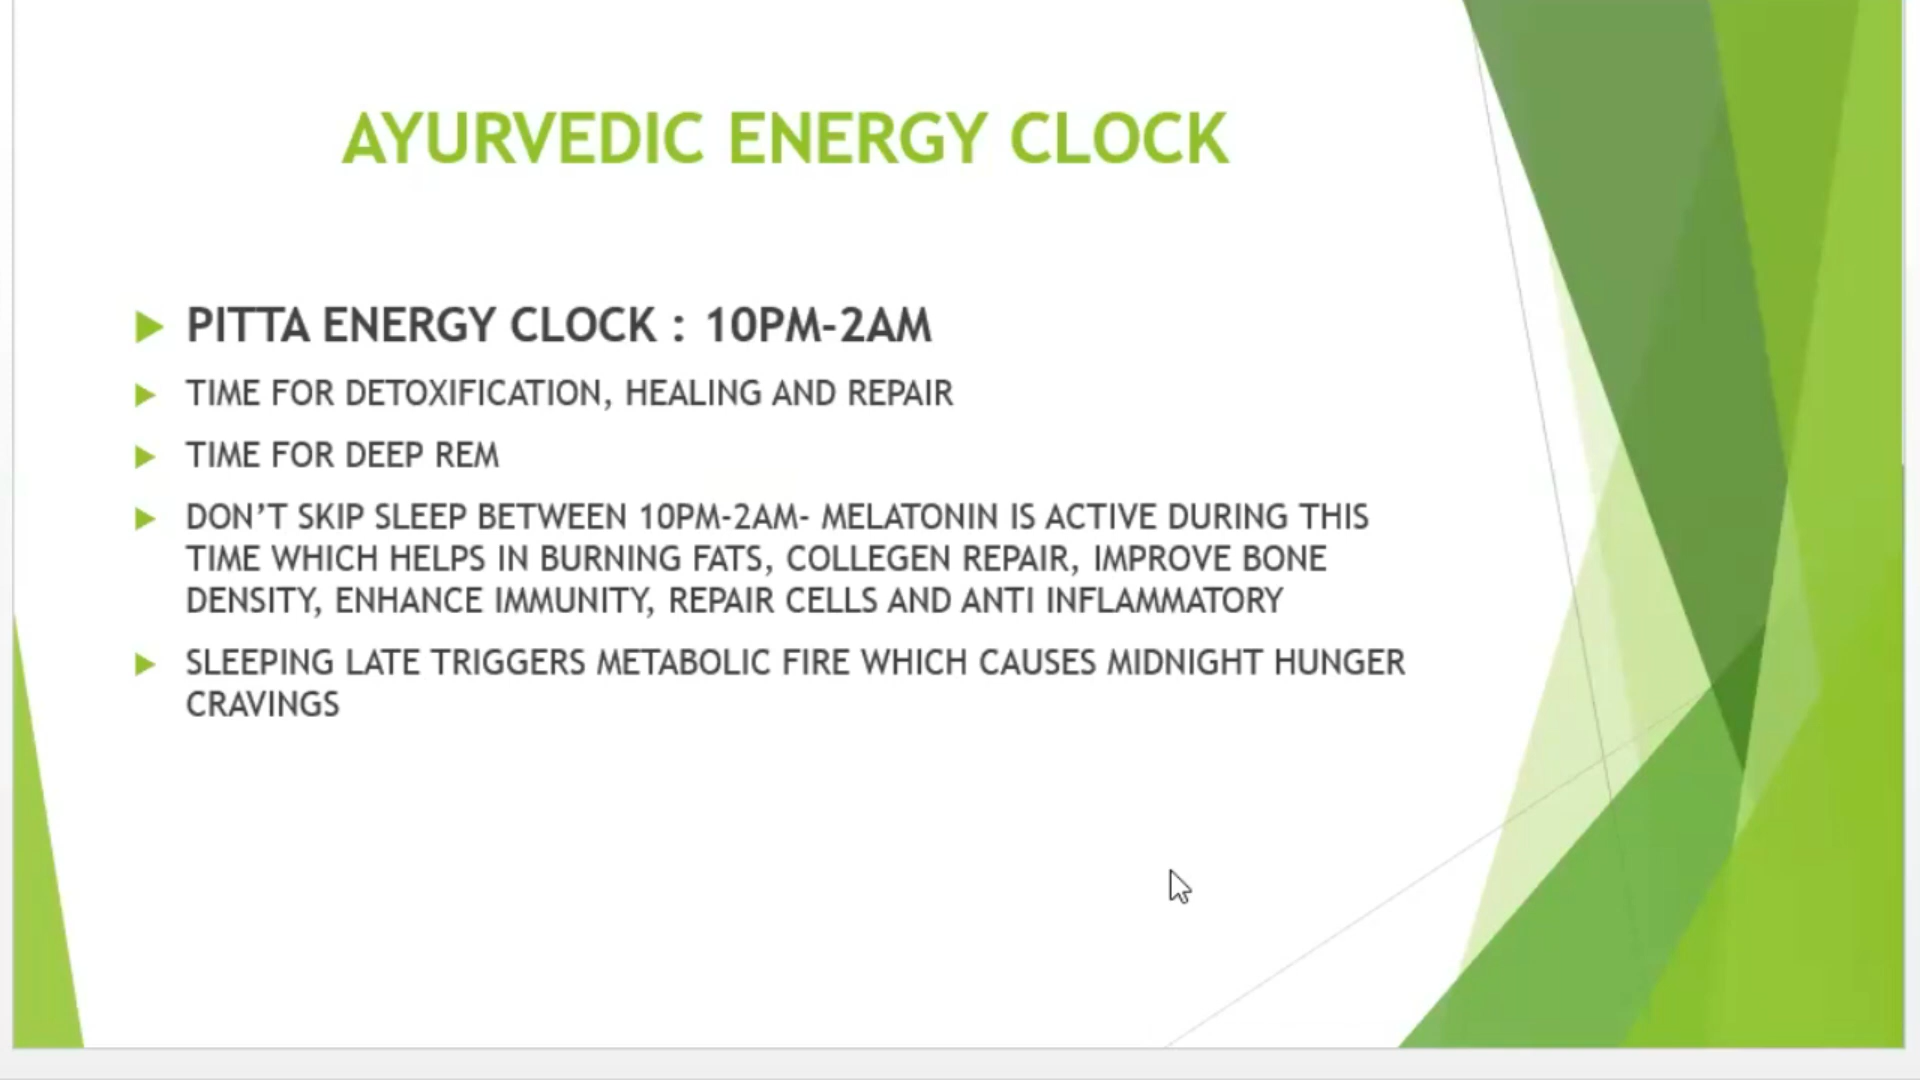 AYURVEDIC ENERGY CLOCK
PITTA ENERGY CLOCK : 10PM-2AM
TIME FOR DETOXIFICATION, HEALING AND REPAIR
TIME FOR DEEP REM
DON'T SKIP SLEEP BETWEEN 10PM-2AM- MELATONIN IS ACTIVE DURING THIS
TIME WHICH HELPS IN BURNING FATS, COLLEGEN REPAIR, IMPROVE BONE
DENSITY, ENHANCE IMMUNITY, REPAIR CELLS AND ANTI INFLAMMATORY
SLEEPING LATE TRIGGERS METABOLIC FIRE WHICH CAUSES MIDNIGHT HUNGER
CRAVINGS